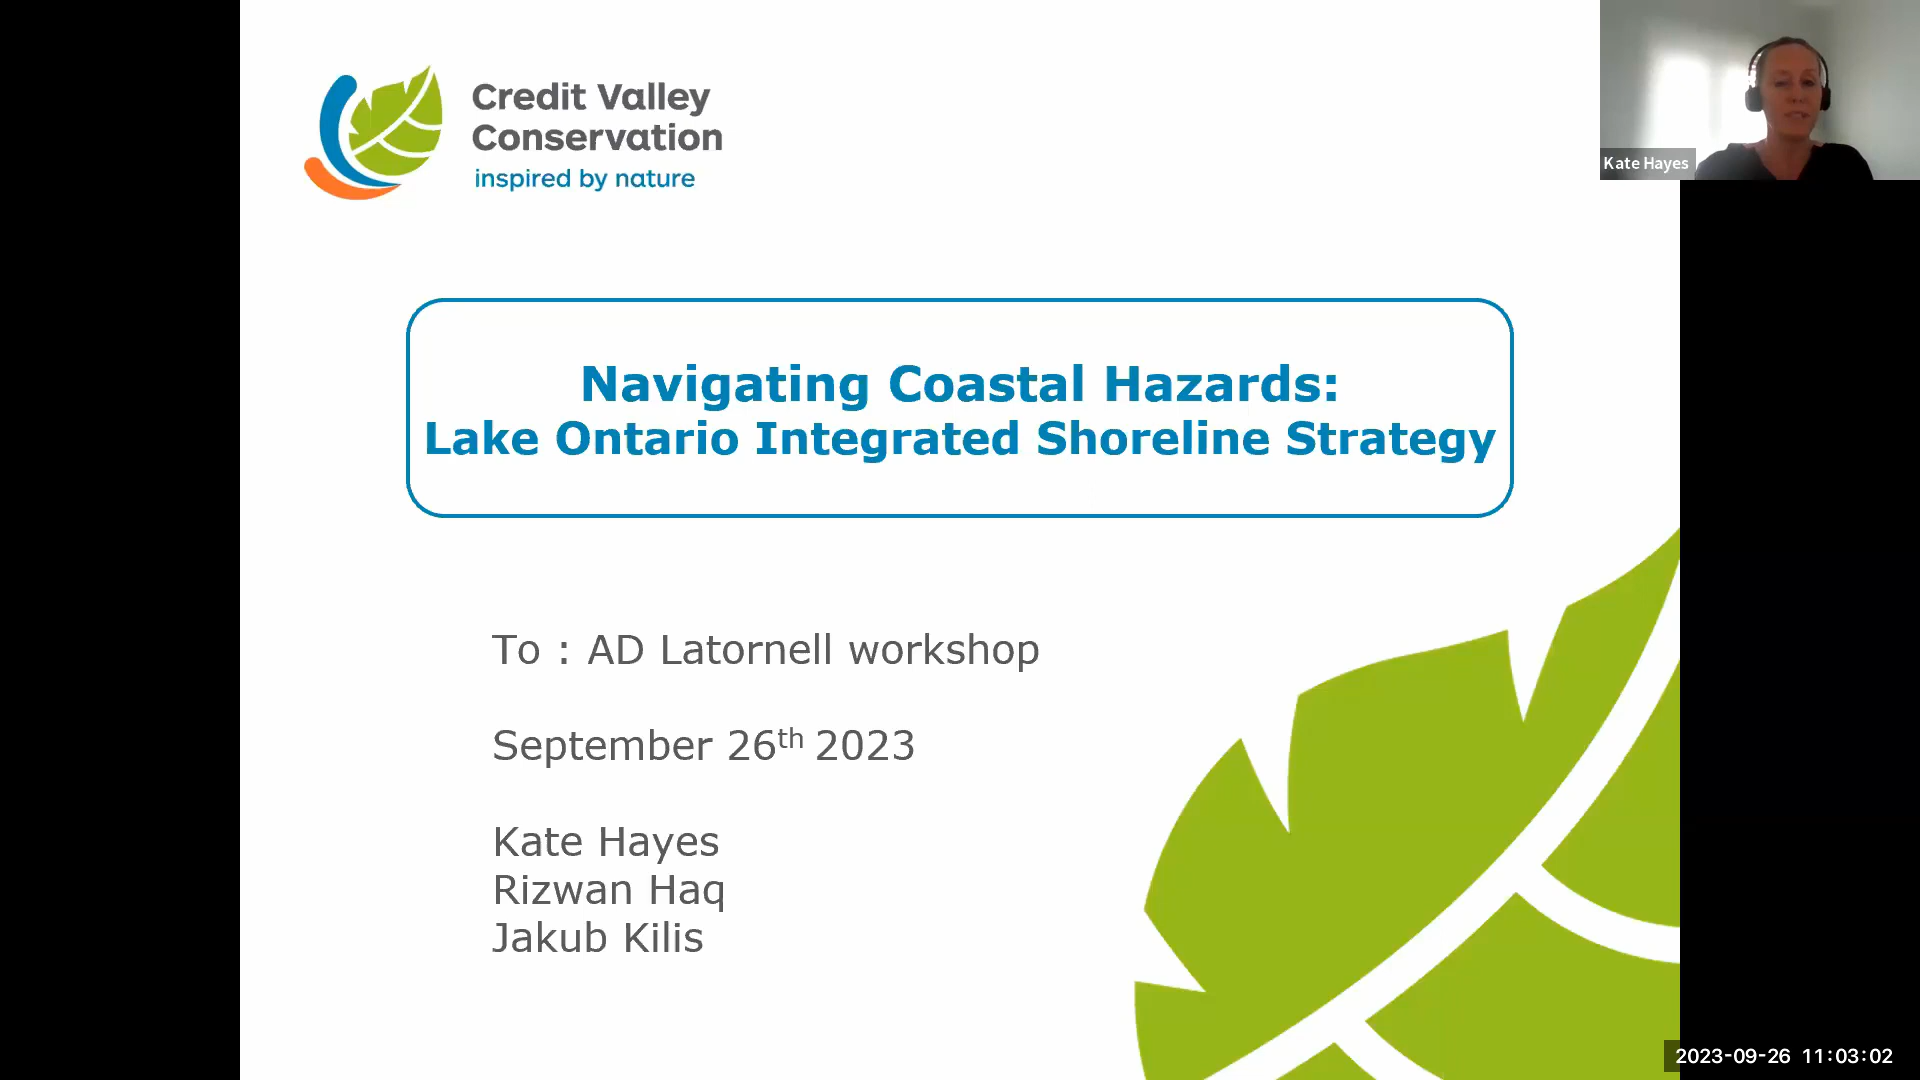 Credit Valley
Conservation
inspired by nature
Kate Hayes
Navigating Coastal Hazards:
Lake Ontario Integrated Shoreline Strategy
To : AD Latornell workshop
September 26th 2023
Kate Hayes
Rizwan Haq
Jakub Kilis
2023-09-26 11:03:02